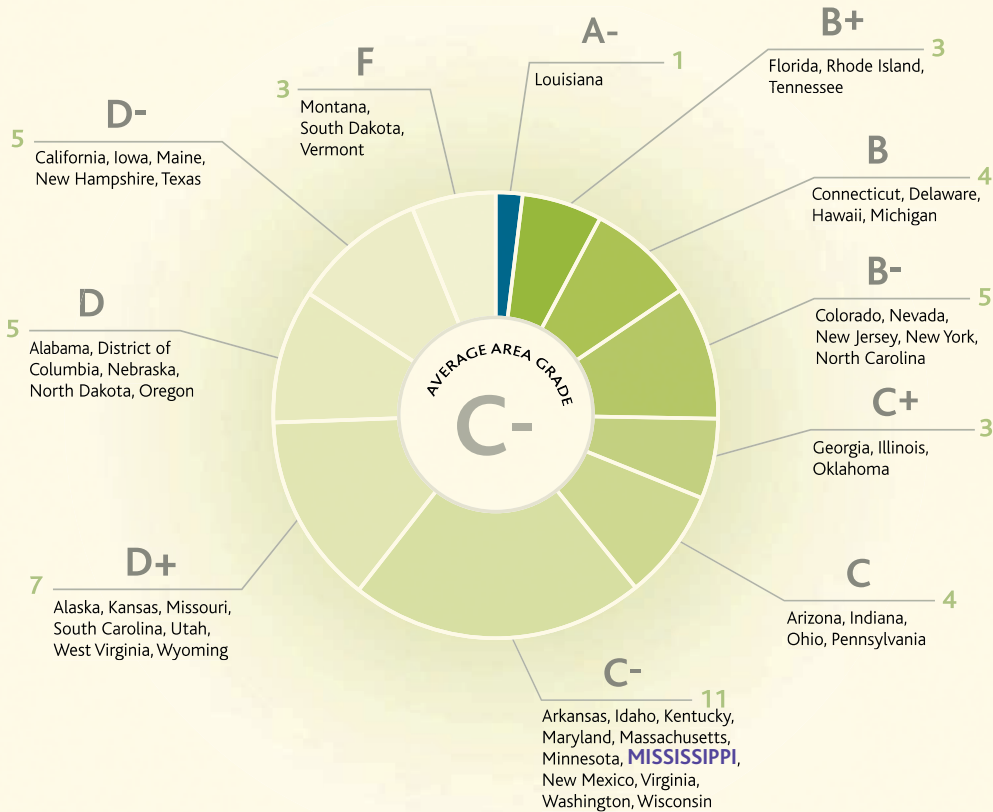 A-
1
Louisiana
B+
3
Florida, Rhode Island,
Tennessee
B
4
Connecticut, Delaware,
Hawaii, Michigan
B-
5
Colorado, Nevada,
New Jersey, New York,
North Carolina
C+
3
Georgia, Illinois,
Oklahoma
C
4
Arizona, Indiana,
Ohio, Pennsylvania
C-
11
Arkansas, Idaho, Kentucky,
Maryland, Massachusetts,
Minnesota, MISSISSIPPI,
New Mexico, Virginia,
Washington, Wisconsin
D+
7
Alaska, Kansas, Missouri,
South Carolina, Utah,
West Virginia, Wyoming
D
5
Alabama, District of
Columbia, Nebraska,
North Dakota, Oregon
D-
5
California, Iowa, Maine,
New Hampshire, Texas
F
3
Montana,
South Dakota,
Vermont
AVERAGE AREA GRADE
C-